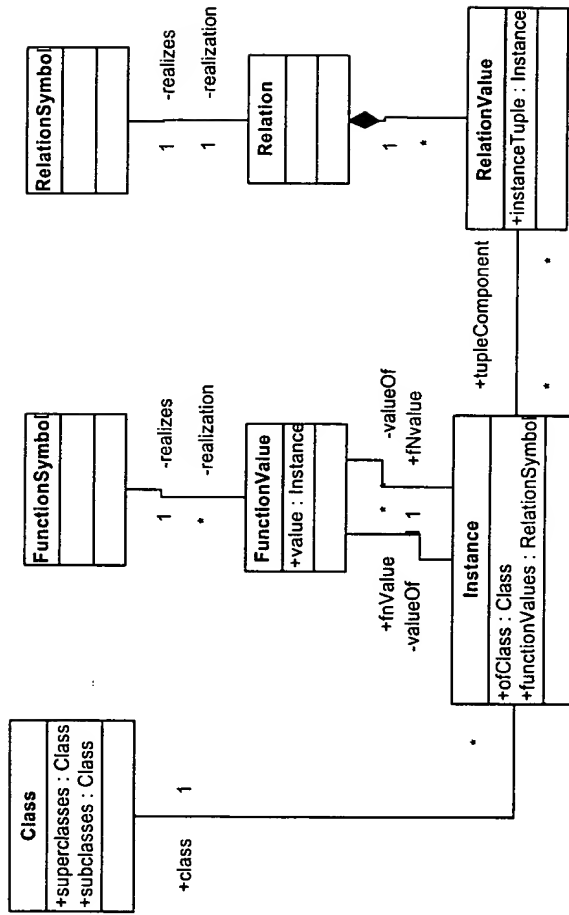 Class
+superclasses : Class
+subclasses : Class
FunctionSymbol
RelationSymbol
1
-realizes
*
-realization
1
-realizes
1
-realization
FunctionValue
+value : Instance
Relation
1
+class
+fnValue
-valueOf
*
1
-valueOf
+fNvalue
1
*
*
Instance
+ofClass : Class
+functionValues : RelationSymbol
+tupleComponent
*
*
RelationValue
+instanceTuple : Instance